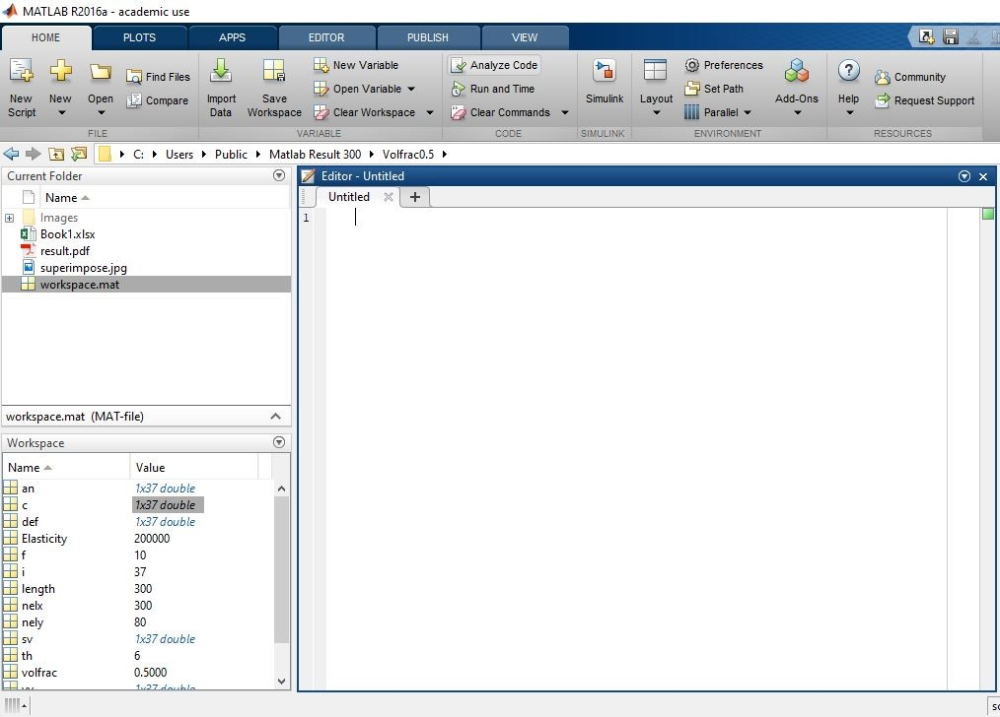 MATLAB R2016a - academic use
HOME PLOTS APPS EDITOR PUBLISH VIEW
New Script
New
Open
Find Files
Compare
Import Data
Save Workspace
New Variable
Open Variable
Clear Workspace
Analyze Code
Run and Time
Clear Commands
Simulink
Layout
Preferences
Set Path
Parallel
Add-Ons
Help
Community
Request Support
FILE VARIABLE CODE SIMULINK ENVIRONMENT RESOURCES
C: Users Public Matlab Result 300 Volfrac0.5
Current Folder
Name
Images
Book1.xlsx
result.pdf
superimpose.jpg
workspace.mat
workspace.mat (MAT-file)
Workspace
Name Value
an 1x37 double
c 1x37 double
def 1x37 double
Elasticity 200000
f 10
i 37
length 300
nelx 300
nely 80
sv 1x37 double
th 6
volfrac 0.5000
1x37 double
Editor - Untitled
Untitled
1